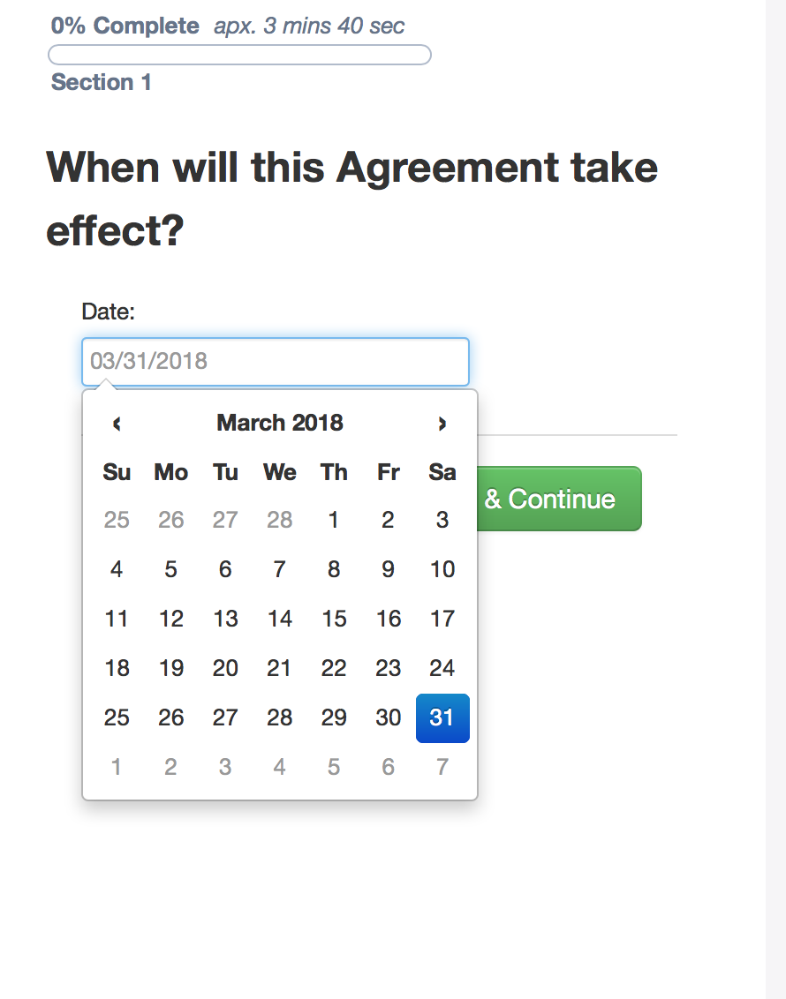 0% Complete apx. 3 mins 40 sec
Section 1
When will this Agreement take
effect?
Date:
03/31/2018
‹ March 2018 ›
Su Mo Tu We Th Fr Sa
25 26 27 28 1 2 3
& Continue
4 5 6 7 8 9 10
11 12 13 14 15 16 17
18 19 20 21 22 23 24
25 26 27 28 29 30 31
1 2 3 4 5 6 7